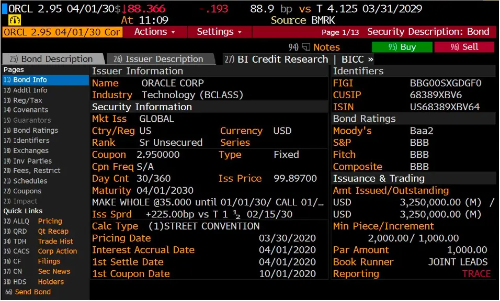 ORCL 2.95 04/01/30 $↓88.366 -.193 88.9 bp vs T 4.125 03/31/2029
At 11:09 Source BMRK
ORCL 2.95 04/01/30 Cor Actions Settings Page 1/13 Security Description: Bond
94) Notes 95) Buy 96) Sell
25) Bond Description 26) Issuer Description 27) BI Credit Research | BICC »
Pages
11) Bond Info
12) Addtl Info
13) Reg/Tax
14) Covenants
15) Guarantors
16) Bond Ratings
17) Identifiers
18) Exchanges
19) Inv Parties
20) Fees, Restrict
21) Schedules
22) Coupons
23) Impact
Quick Links
32) ALLQ Pricing
33) QRD Qt Recap
34) TDH Trade Hist
35) CACS Corp Action
36) CF Filings
37) CN Sec News
38) HDS Holders
66) Send Bond
Issuer Information
Name ORACLE CORP
Industry Technology (BCLASS)
Security Information
Mkt Iss GLOBAL
Ctry/Reg US Currency USD
Rank Sr Unsecured Series
Coupon 2.950000 Type Fixed
Cpn Freq S/A
Day Cnt 30/360 Iss Price 99.89700
Maturity 04/01/2030
MAKE WHOLE @35.000 until 01/01/30/ CALL 01/...
Iss Sprd +225.00bp vs T 1 ½ 02/15/30
Calc Type (1)STREET CONVENTION
Pricing Date 03/30/2020
Interest Accrual Date 04/01/2020
1st Settle Date 04/01/2020
1st Coupon Date 10/01/2020
Identifiers
FIGI BBG00SXGDGF0
CUSIP 68389XBV6
ISIN US68389XBV64
Bond Ratings
Moody's Baa2
S&P BBB
Fitch BBB
Composite BBB
Issuance & Trading
Amt Issued/Outstanding
USD 3,250,000.00 (M) /
USD 3,250,000.00 (M)
Min Piece/Increment
2,000.00 / 1,000.00
Par Amount 1,000.00
Book Runner JOINT LEADS
Reporting TRACE